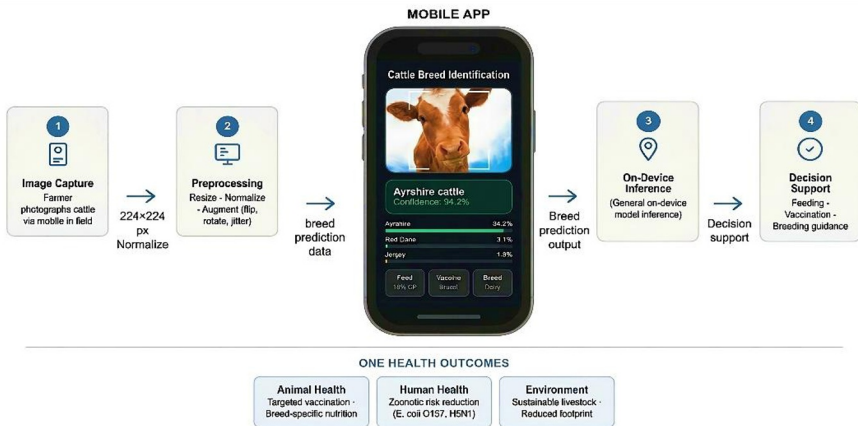 MOBILE APP
1
Image Capture
Farmer
photographs cattle
via mobile in field
224×224
px
Normalize
2
Preprocessing
Resize - Normalize
- Augment (flip,
rotate, jitter)
breed
prediction
data
Cattle Breed Identification
Ayrshire cattle
Confidence: 94.2%
Ayrshire 34.2%
Red Dane 3.1%
Jersey 1.8%
Feed
18% CP
Vaccine
Breed
Dairy
Breed
prediction
output
3
On-Device
Inference
(General on-device
model inference)
Decision
support
4
Decision
Support
Feeding -
Vaccination -
Breeding guidance
ONE HEALTH OUTCOMES
Animal Health
Targeted vaccination ·
Breed-specific nutrition
Human Health
Zoonotic risk reduction
(E. coli O157, H5N1)
Environment
Sustainable livestock ·
Reduced footprint